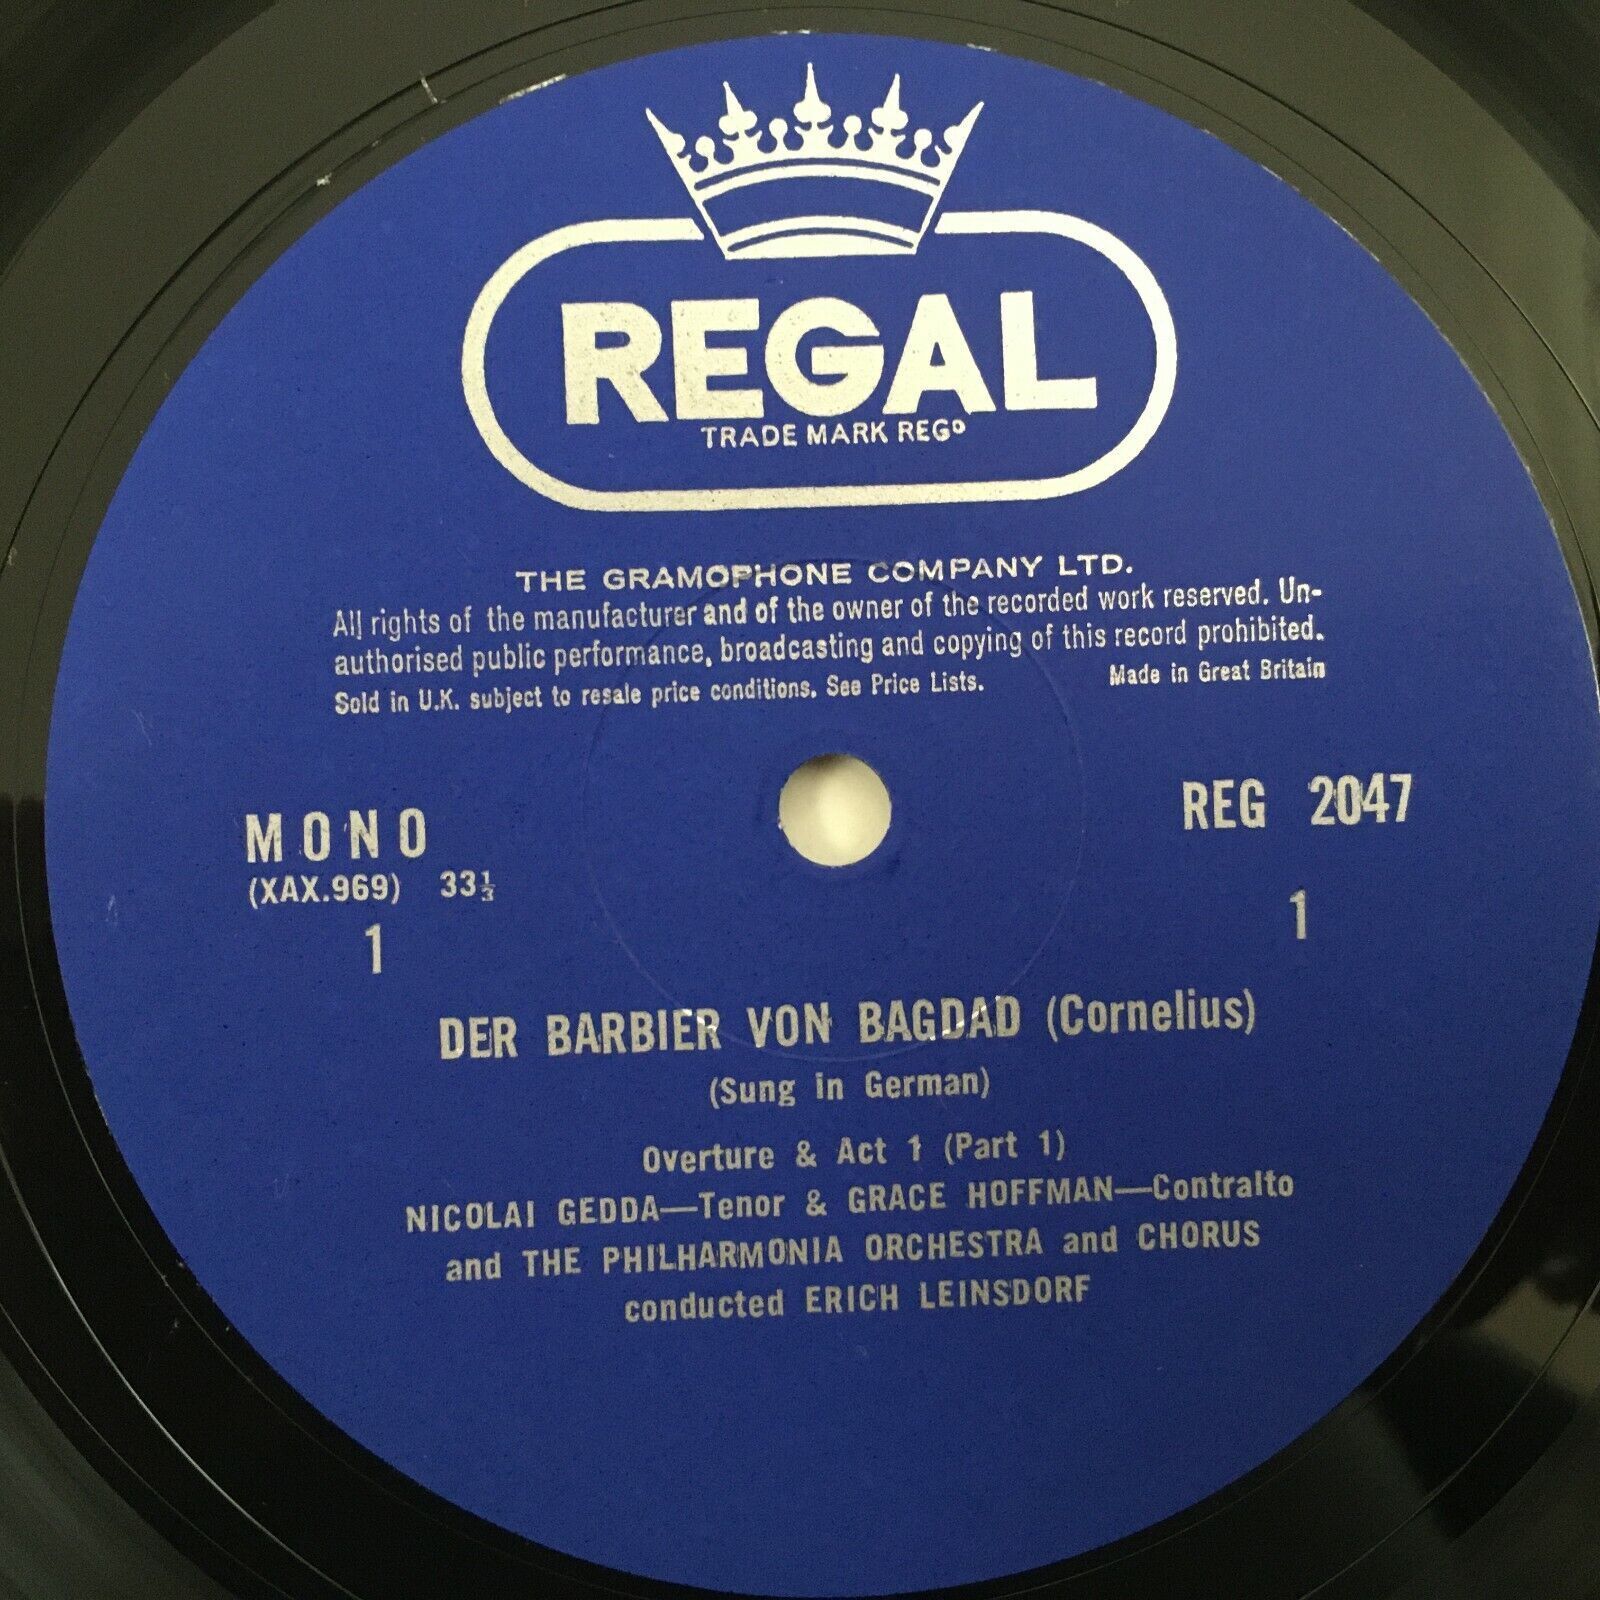 REGAL
TRADE MARK REGD
THE GRAMOPHONE COMPANY LTD.
All rights of the manufacturer and of the owner of the recorded work reserved. Un-
authorised public performance, broadcasting and copying of this record prohibited.
Sold in U.K. subject to resale price conditions. See Price Lists. Made in Great Britain
MONO REG 2047
(XAX.969) 33⅓
1 1
DER BARBIER VON BAGDAD (Cornelius)
(Sung in German)
Overture & Act 1 (Part 1)
NICOLAI GEDDA—Tenor & GRACE HOFFMAN—Contralto
and THE PHILHARMONIA ORCHESTRA and CHORUS
conducted ERICH LEINSDORF